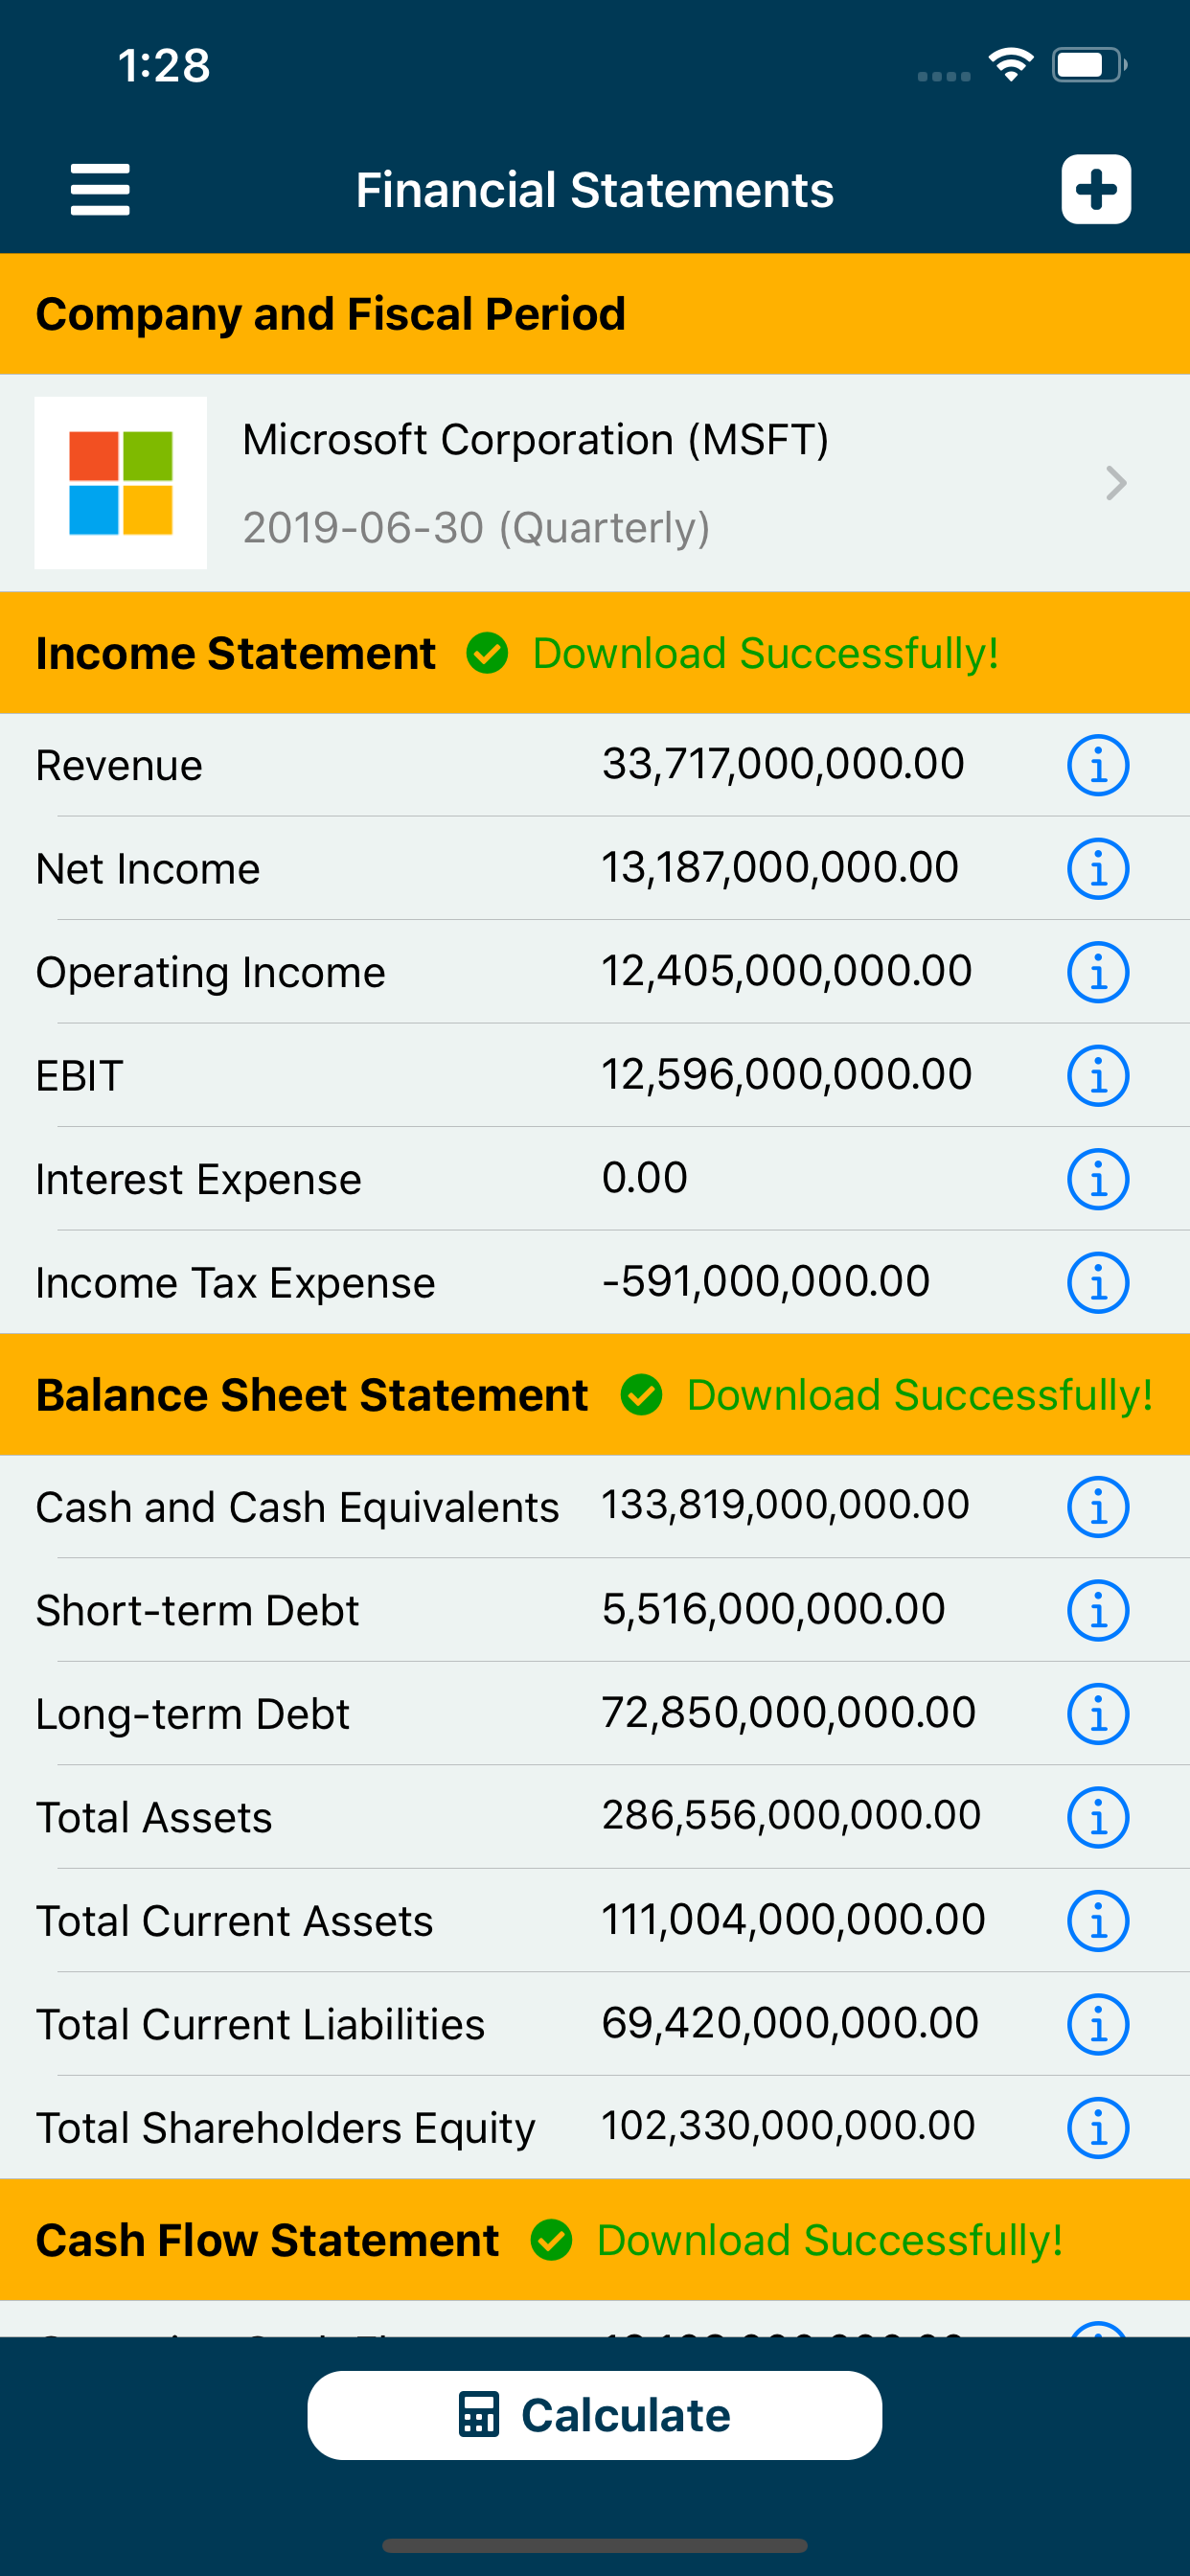 1:28
Financial Statements
Company and Fiscal Period
Microsoft Corporation (MSFT)
2019-06-30 (Quarterly)
Income Statement Download Successfully!
Revenue 33,717,000,000.00
Net Income 13,187,000,000.00
Operating Income 12,405,000,000.00
EBIT 12,596,000,000.00
Interest Expense 0.00
Income Tax Expense -591,000,000.00
Balance Sheet Statement Download Successfully!
Cash and Cash Equivalents 133,819,000,000.00
Short-term Debt 5,516,000,000.00
Long-term Debt 72,850,000,000.00
Total Assets 286,556,000,000.00
Total Current Assets 111,004,000,000.00
Total Current Liabilities 69,420,000,000.00
Total Shareholders Equity 102,330,000,000.00
Cash Flow Statement Download Successfully!
Calculate